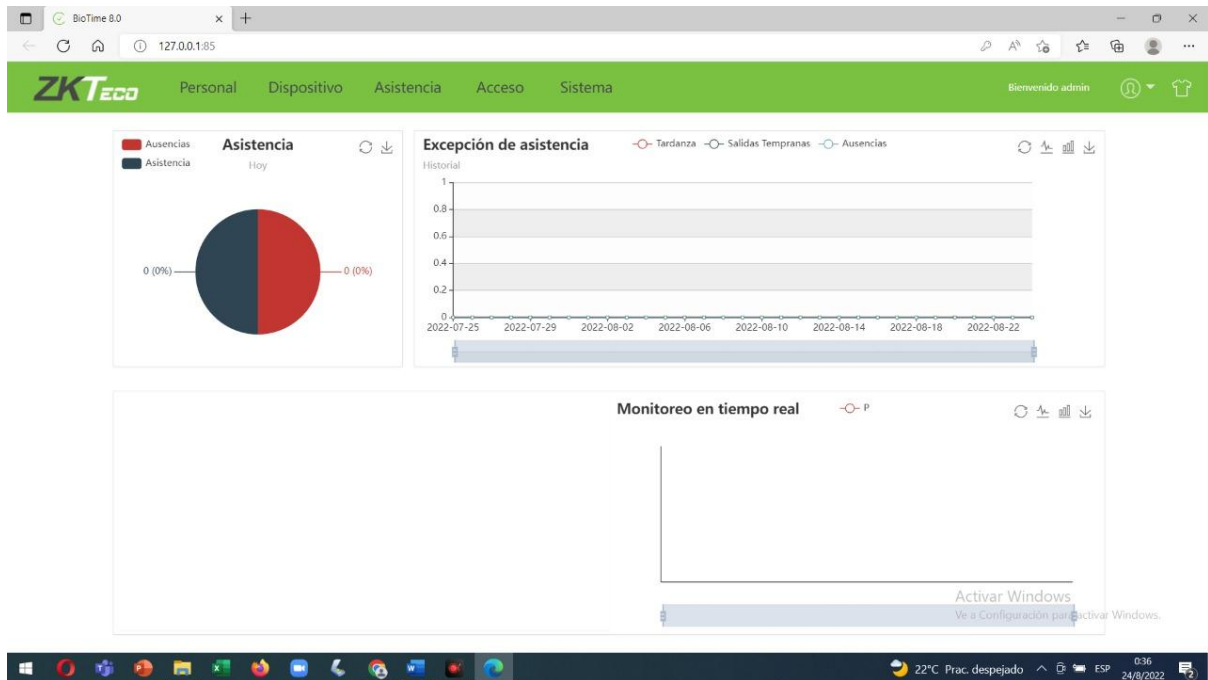 BioTime 8.0
127.0.0.1:85
ZKTECO Personal Dispositivo Asistencia Acceso Sistema Bienvenido admin
Ausencias
Asistencia
Asistencia
Hoy
0 (0%)
0 (0%)
Excepción de asistencia
Historial
Tardanza Salidas Tempranas Ausencias
1
0.8
0.6
0.4
0.2
0
2022-07-25 2022-07-29 2022-08-02 2022-08-06 2022-08-10 2022-08-14 2022-08-18 2022-08-22
Monitoreo en tiempo real P
Activar Windows
Ve a Configuración para activar Windows.
22°C Prac. despejado ESP 0:36
24/8/2022
2